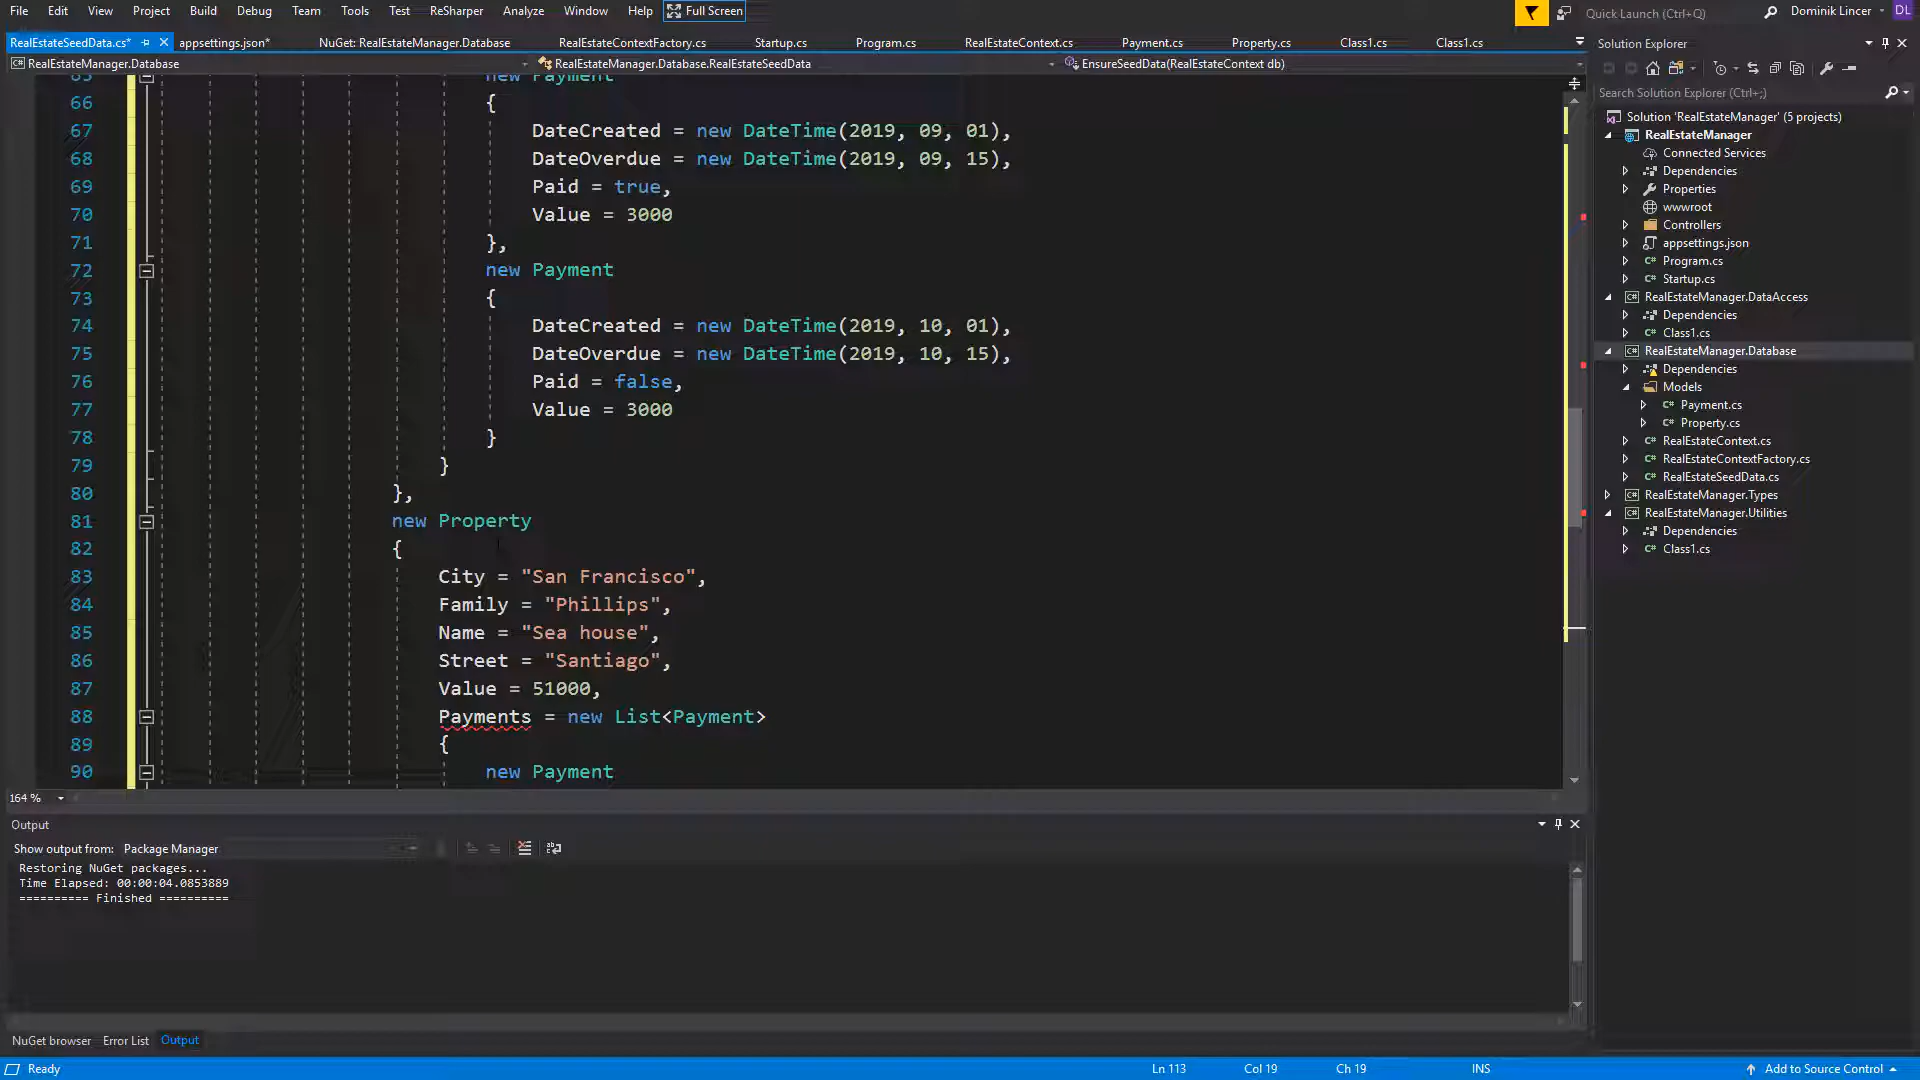 File Edit View Project Build Debug Team Tools Test ReSharper Analyze Window Help Full Screen Quick Launch (Ctrl+Q) Dominik Lincer DL
RealEstateSeedData.cs* appsettings.json* NuGet: RealEstateManager.Database RealEstateContextFactory.cs Startup.cs Program.cs RealEstateContext.cs Payment.cs Property.cs Class1.cs Class1.cs
RealEstateManager.Database RealEstateManager.Database.RealEstateSeedData EnsureSeedData(RealEstateContext db)
65 new Payment
66 {
67 DateCreated = new DateTime(2019, 09, 01),
68 DateOverdue = new DateTime(2019, 09, 15),
69 Paid = true,
70 Value = 3000
71 },
72 new Payment
73 {
74 DateCreated = new DateTime(2019, 10, 01),
75 DateOverdue = new DateTime(2019, 10, 15),
76 Paid = false,
77 Value = 3000
78 }
79 }
80 },
81 new Property
82 {
83 City = "San Francisco",
84 Family = "Phillips",
85 Name = "Sea house",
86 Street = "Santiago",
87 Value = 51000,
88 Payments = new List<Payment>
89 {
90 new Payment
164 %
Solution Explorer
Search Solution Explorer (Ctrl+;)
Solution 'RealEstateManager' (5 projects)
RealEstateManager
Connected Services
Dependencies
Properties
wwwroot
Controllers
appsettings.json
Program.cs
Startup.cs
RealEstateManager.DataAccess
Dependencies
Class1.cs
RealEstateManager.Database
Dependencies
Models
Payment.cs
Property.cs
RealEstateContext.cs
RealEstateContextFactory.cs
RealEstateSeedData.cs
RealEstateManager.Types
RealEstateManager.Utilities
Dependencies
Class1.cs
Output
Show output from: Package Manager
Restoring NuGet packages...
Time Elapsed: 00:00:04.0853889
========== Finished ==========
NuGet browser Error List Output
Ready Ln 113 Col 19 Ch 19 INS Add to Source Control